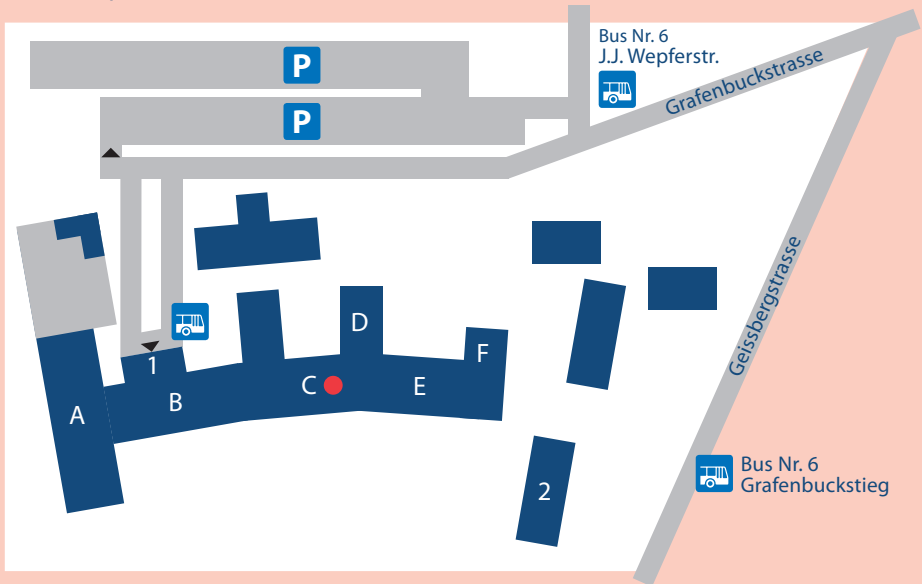 P
P
Bus Nr. 6
J.J. Wepferstr.
Grafenbuckstrasse
Geissbergstrasse
1
A
B
C
D
E
F
2
Bus Nr. 6
Grafenbuckstieg